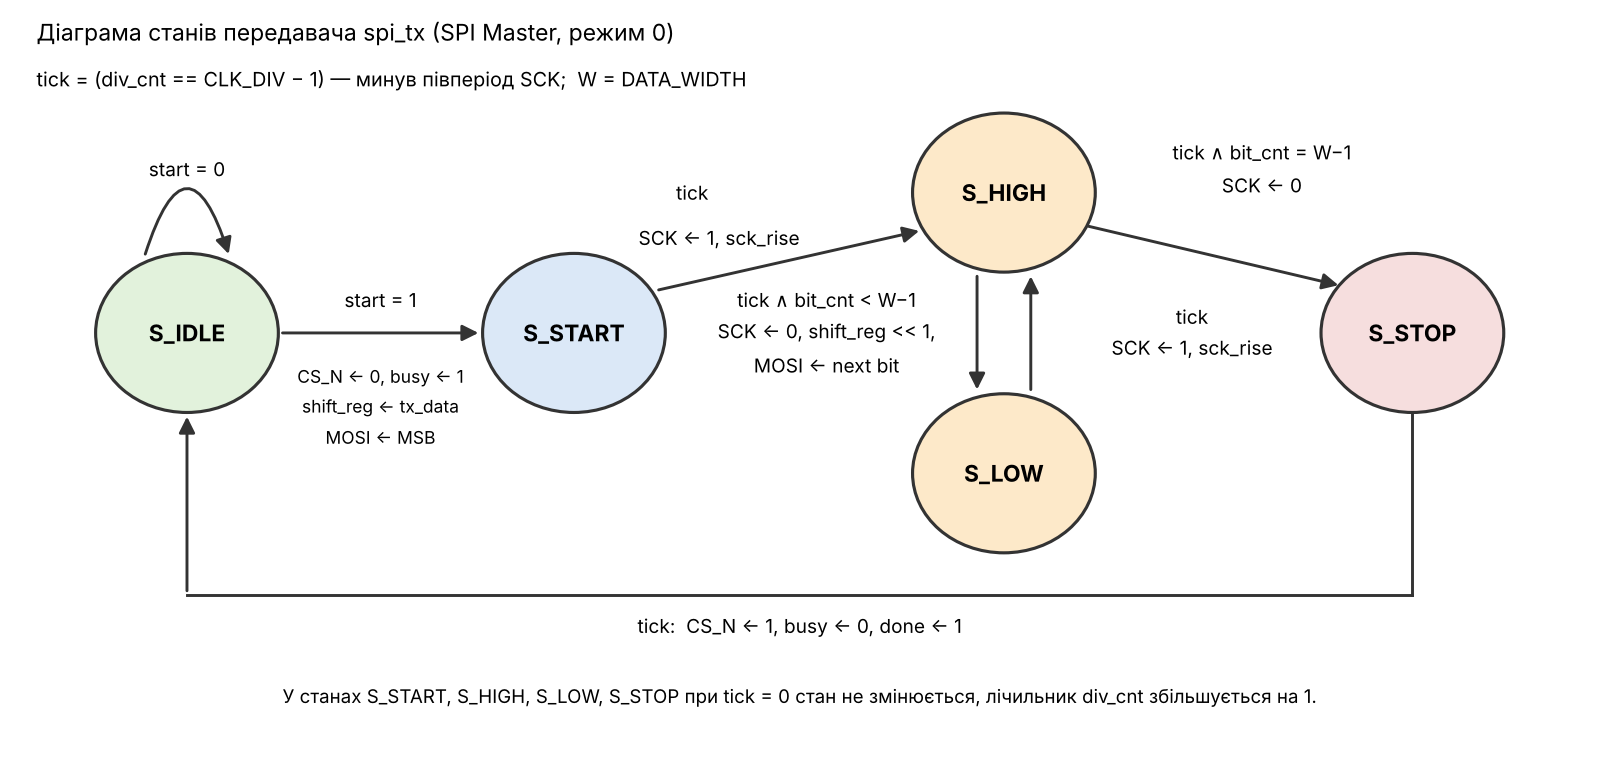 Діаграма станів передавача spi_tx (SPI Master, режим 0)
tick = (div_cnt == CLK_DIV − 1) — минув півперіод SCK;  W = DATA_WIDTH
start = 0
S_IDLE
start = 1
CS_N ← 0, busy ← 1
shift_reg ← tx_data
MOSI ← MSB
S_START
tick
SCK ← 1, sck_rise
S_HIGH
tick ∧ bit_cnt < W−1
SCK ← 0, shift_reg << 1,
MOSI ← next bit
S_LOW
tick
SCK ← 1, sck_rise
tick ∧ bit_cnt = W−1
SCK ← 0
S_STOP
tick:  CS_N ← 1, busy ← 0, done ← 1
У станах S_START, S_HIGH, S_LOW, S_STOP при tick = 0 стан не змінюється, лічильник div_cnt збільшується на 1.